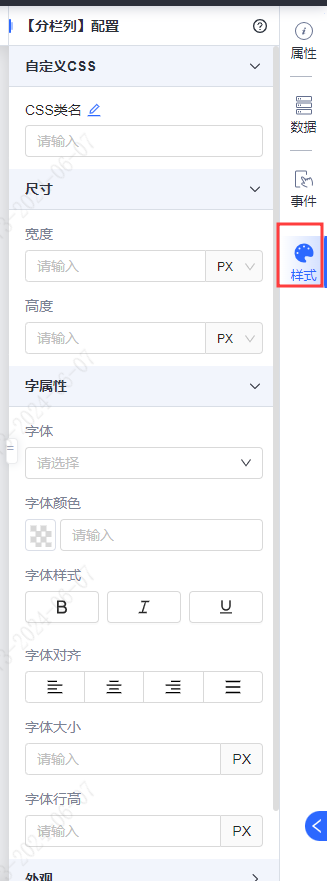 【分栏列】配置
属性
自定义CSS
CSS类名
请输入
数据
尺寸
事件
宽度
请输入 PX
样式
高度
请输入 PX
字属性
字体
请选择
字体颜色
请输入
字体样式
B I U
字体对齐
字体大小
请输入 PX
字体行高
请输入 PX
外观